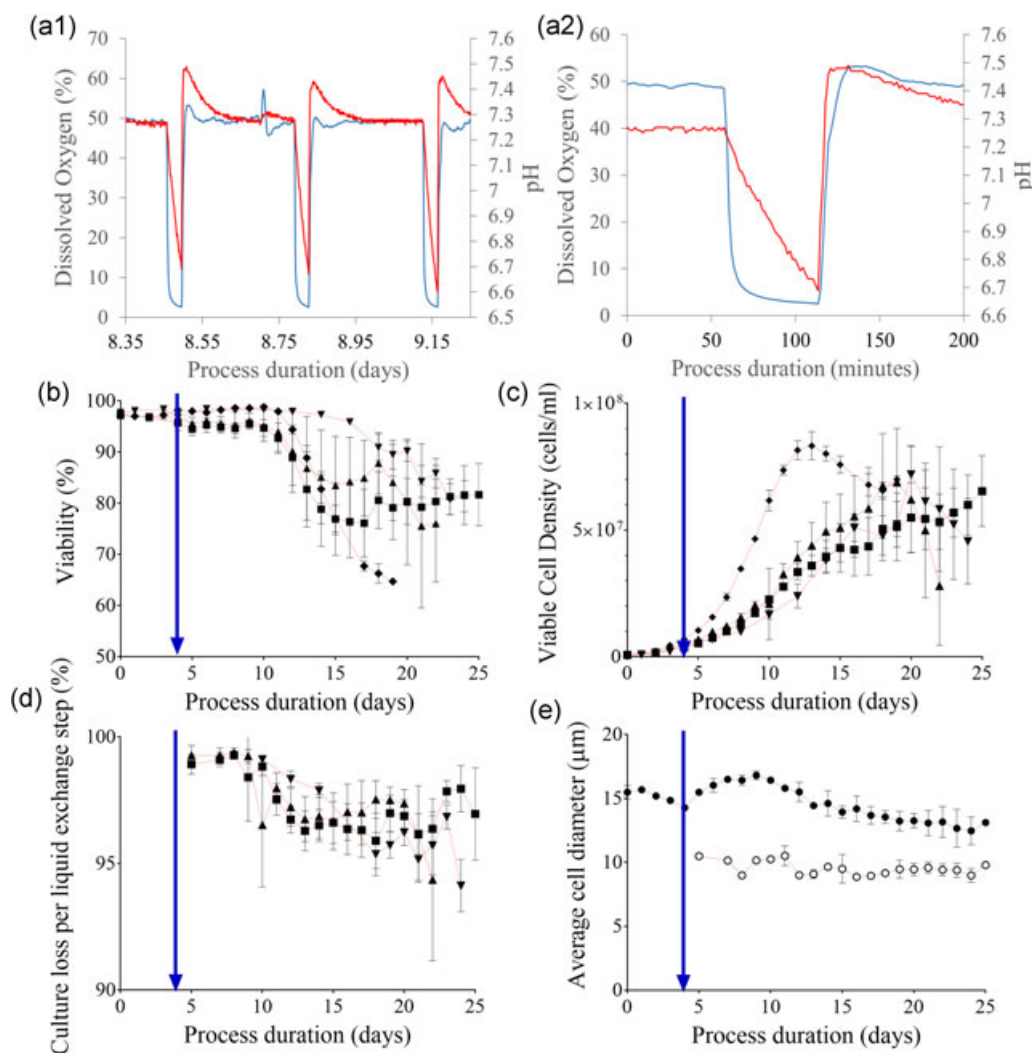 (a1)
(a2)
Dissolved Oxygen (%)
70
60
50
40
30
20
10
0
8.35 8.55 8.75 8.95 9.15
Process duration (days)
7.6
7.5
7.4
7.3
7.2
7.1
7
6.9
6.8
6.7
6.6
6.5
pH
Dissolved Oxygen (%)
60
50
40
30
20
10
0
0 50 100 150 200
Process duration (minutes)
7.6
7.5
7.4
7.3
7.2
7.1
7
6.9
6.8
6.7
6.6
pH
(b)
Viability (%)
100
90
80
70
60
50
0 5 10 15 20 25
Process duration (days)
(c)
Viable Cell Density (cells/ml)
1×10⁸
5×10⁷
0
0 5 10 15 20 25
Process duration (days)
(d)
Culture loss per liquid exchange step (%)
100
95
90
0 5 10 15 20 25
Process duration (days)
(e)
Average cell diameter (μm)
20
15
10
5
0
0 5 10 15 20 25
Process duration (days)